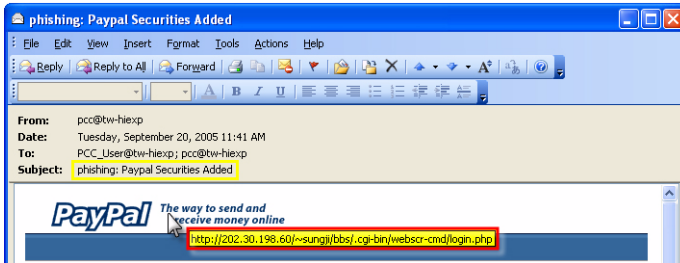 phishing: Paypal Securities Added
File Edit View Insert Format Tools Actions Help
Reply Reply to All Forward
A B I U
From: pcc@tw-hiexp
Date: Tuesday, September 20, 2005 11:41 AM
To: PCC_User@tw-hiexp; pcc@tw-hiexp
Subject: phishing: Paypal Securities Added
PayPal The way to send and
receive money online
http://202.30.198.60/~sungji/bbs/.cgi-bin/webscr-cmd/login.php